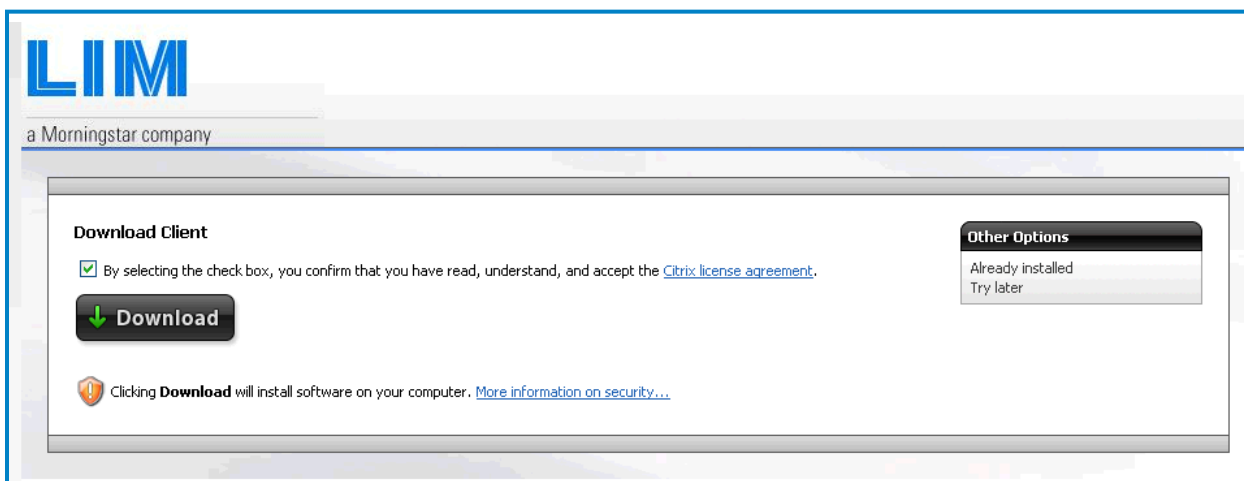 LIM
a Morningstar company
Download Client
By selecting the check box, you confirm that you have read, understand, and accept the Citrix license agreement.
Download
Clicking Download will install software on your computer. More information on security...
Other Options
Already installed
Try later